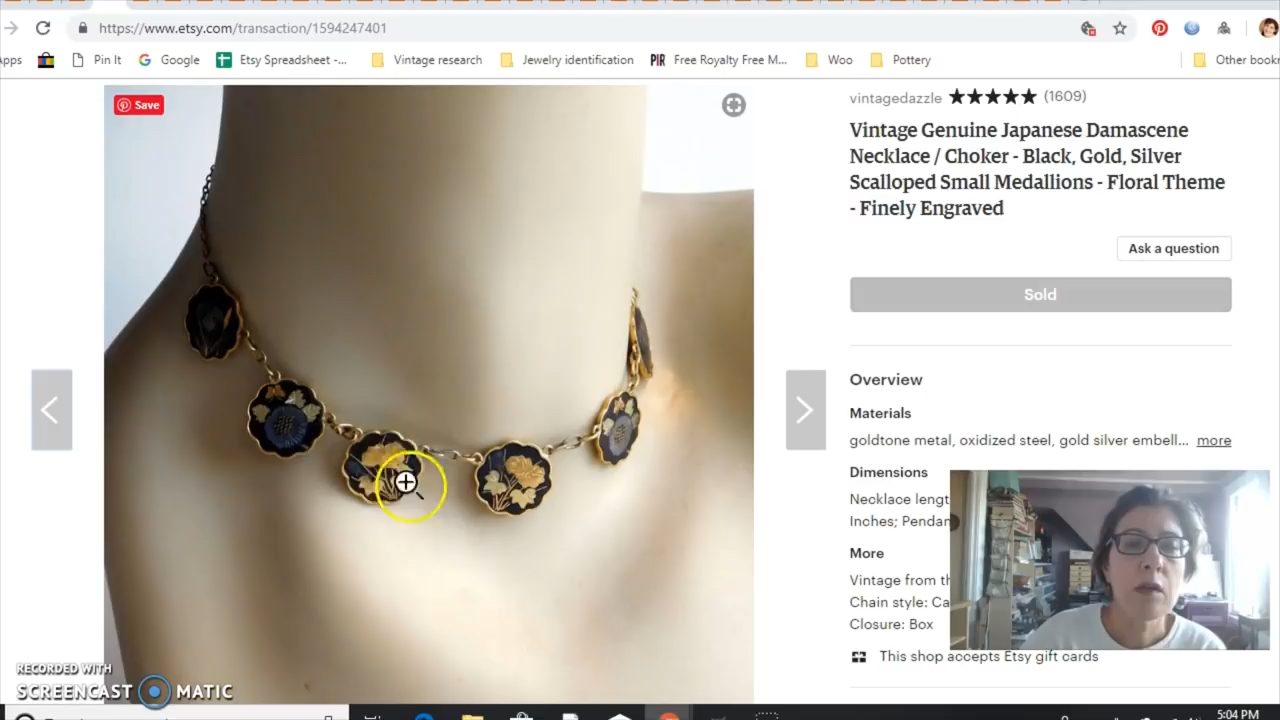 https://www.etsy.com/transaction/1594247401
pps
Pin It
Google
Etsy Spreadsheet -...
Vintage research
Jewelry identification
PIR Free Royalty Free M...
Woo
Pottery
Other bookr
Save
vintagedazzle ★★★★★ (1609)
Vintage Genuine Japanese Damascene
Necklace / Choker - Black, Gold, Silver
Scalloped Small Medallions - Floral Theme
- Finely Engraved
Ask a question
Sold
Overview
Materials
goldtone metal, oxidized steel, gold silver embell... more
Dimensions
Necklace lengt
Inches; Pendan
More
Vintage from th
Chain style: Ca
Closure: Box
This shop accepts Etsy gift cards
RECORDED WITH
SCREENCAST MATIC
5:04 PM